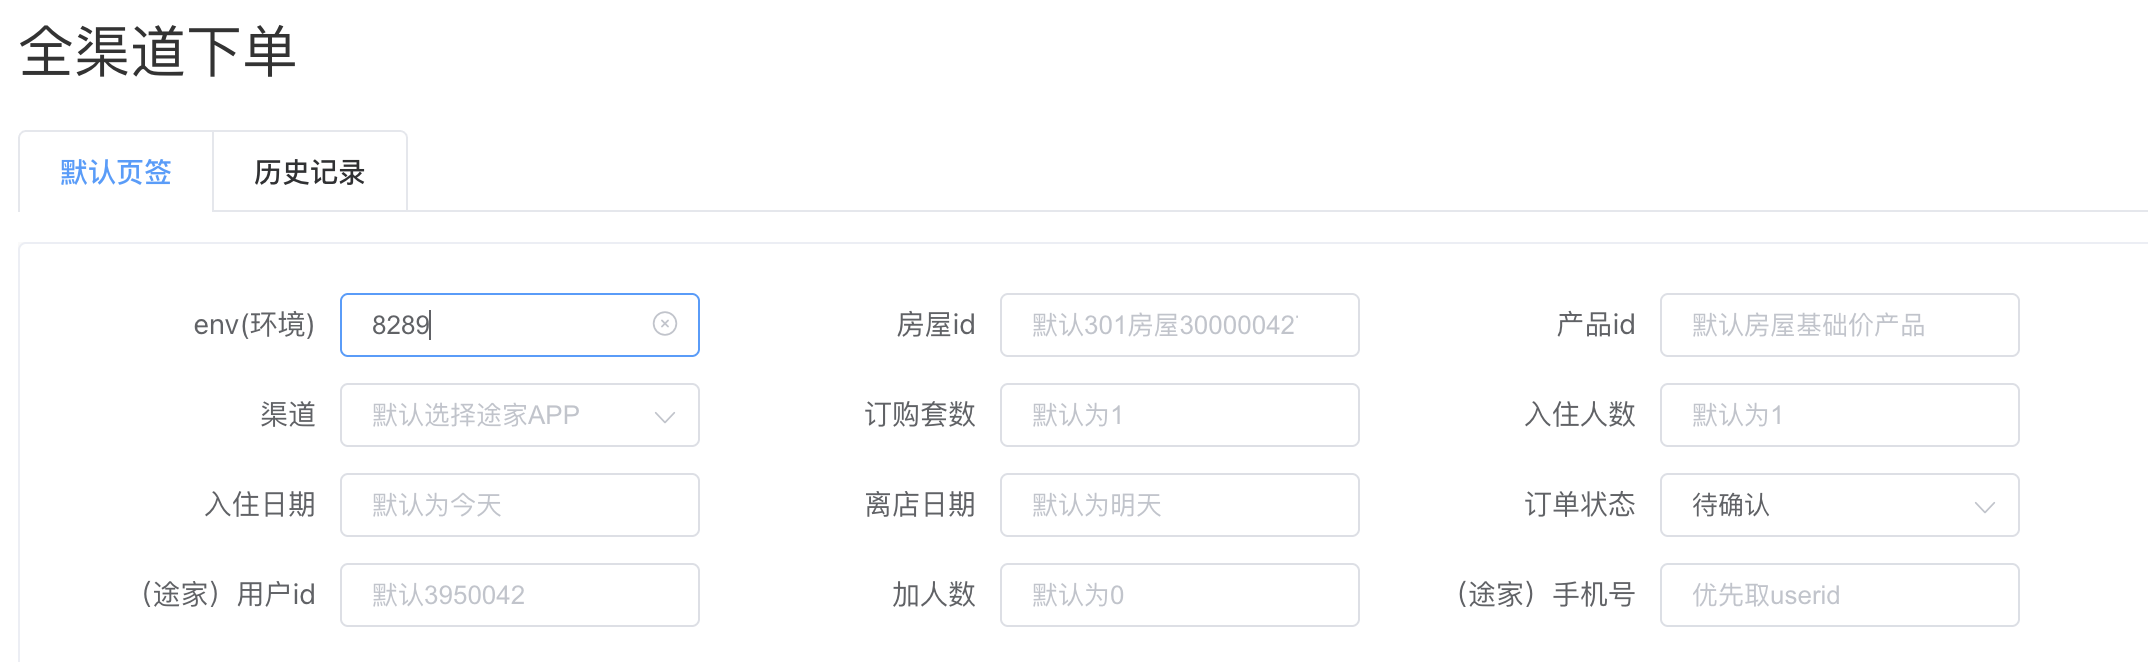 全渠道下单
默认页签 历史记录
env(环境) 8289 房屋id 默认301房屋30000042 产品id 默认房屋基础价产品
渠道 默认选择途家APP 订购套数 默认为1 入住人数 默认为1
入住日期 默认为今天 离店日期 默认为明天 订单状态 待确认
（途家）用户id 默认3950042 加人数 默认为0 （途家）手机号 优先取userid